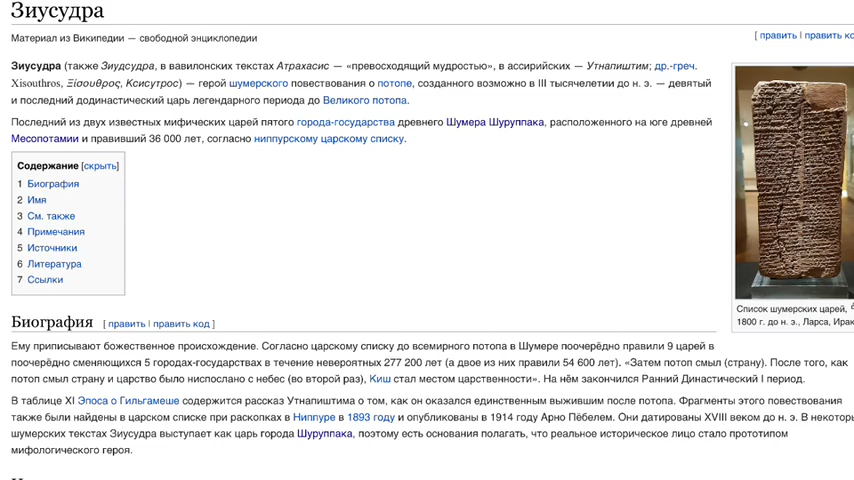 Зиусудра
Материал из Википедии — свободной энциклопедии
[ править | править ко
Зиусудра (также Зиудсудра, в вавилонских текстах Атрахасис — «превосходящий мудростью», в ассирийских — Утнапиштим; др.-греч.
Xisouthros, Ξίσουθρος, Ксисутрос) — герой шумерского повествования о потопе, созданного возможно в III тысячелетии до н. э. — девятый
и последний додинастический царь легендарного периода до Великого потопа.
Последний из двух известных мифических царей пятого города-государства древнего Шумера Шуруппака, расположенного на юге древней
Месопотамии и правивший 36 000 лет, согласно ниппурскому царскому списку.
Содержание [скрыть]
1 Биография
2 Имя
3 См. также
4 Примечания
5 Источники
6 Литература
7 Ссылки
Список шумерских царей,
1800 г. до н. э., Ларса, Ирак
Биография [ править | править код ]
Ему приписывают божественное происхождение. Согласно царскому списку до всемирного потопа в Шумере поочерёдно правили 9 царей в
поочерёдно сменяющихся 5 городах-государствах в течение невероятных 277 200 лет (а двое из них правили 54 600 лет). «Затем потоп смыл (страну). После того, как
потоп смыл страну и царство было ниспослано с небес (во второй раз), Киш стал местом царственности». На нём закончился Ранний Династический I период.
В таблице XI Эпоса о Гильгамеше содержится рассказ Утнапиштима о том, как он оказался единственным выжившим после потопа. Фрагменты этого повествования
также были найдены в царском списке при раскопках в Ниппуре в 1893 году и опубликованы в 1914 году Арно Пёбелем. Они датированы XVIII веком до н. э. В некоторы
шумерских текстах Зиусудра выступает как царь города Шуруппака, поэтому есть основания полагать, что реальное историческое лицо стало прототипом
мифологического героя.